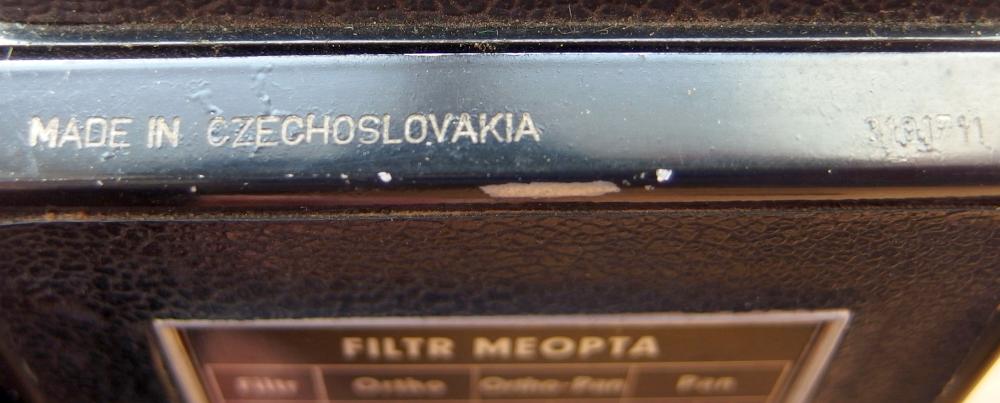 MADE IN CZECHOSLOVAKIA
FILTR MEOPTA
Filtr Ortho Ortho-Pan Pan